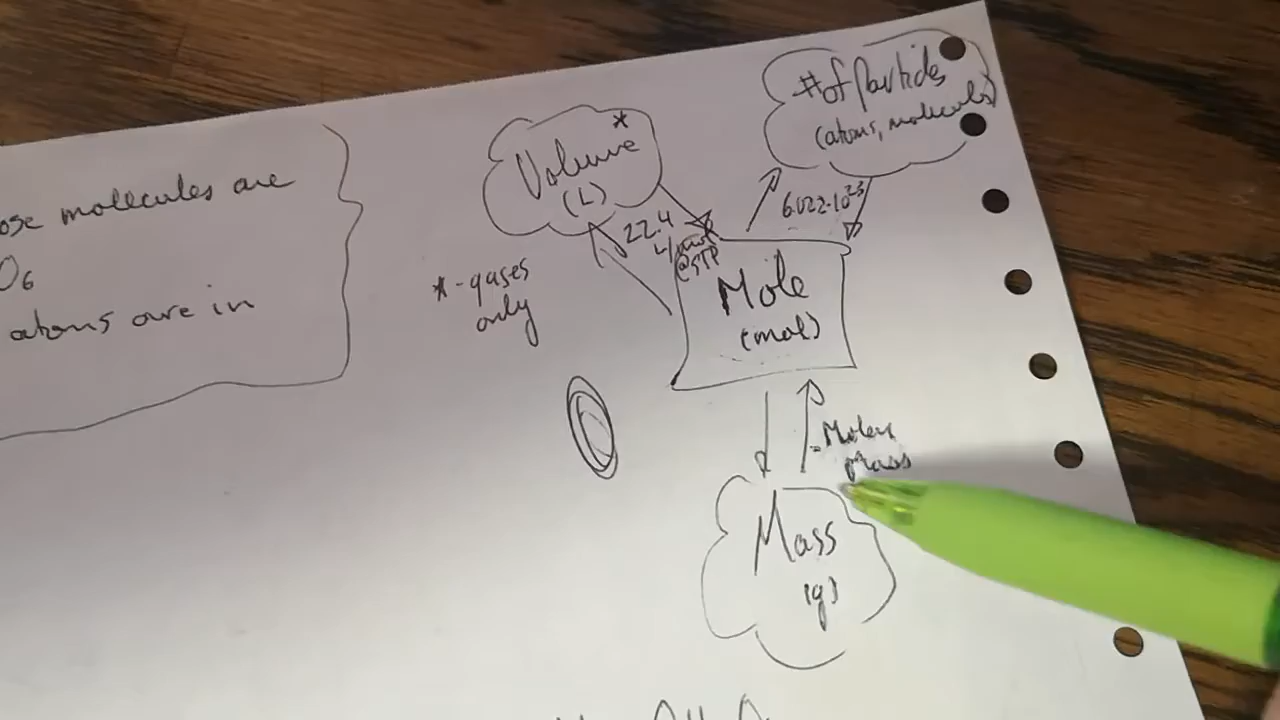 ose molecules are
O6
atoms are in
Volume *
(L)
* - gases
only
22.4
L/mol
@STP
# of Particles
(atoms, molecules)
6.022·10²³
Mole
(mol)
Molar
Mass
Mass
(g)